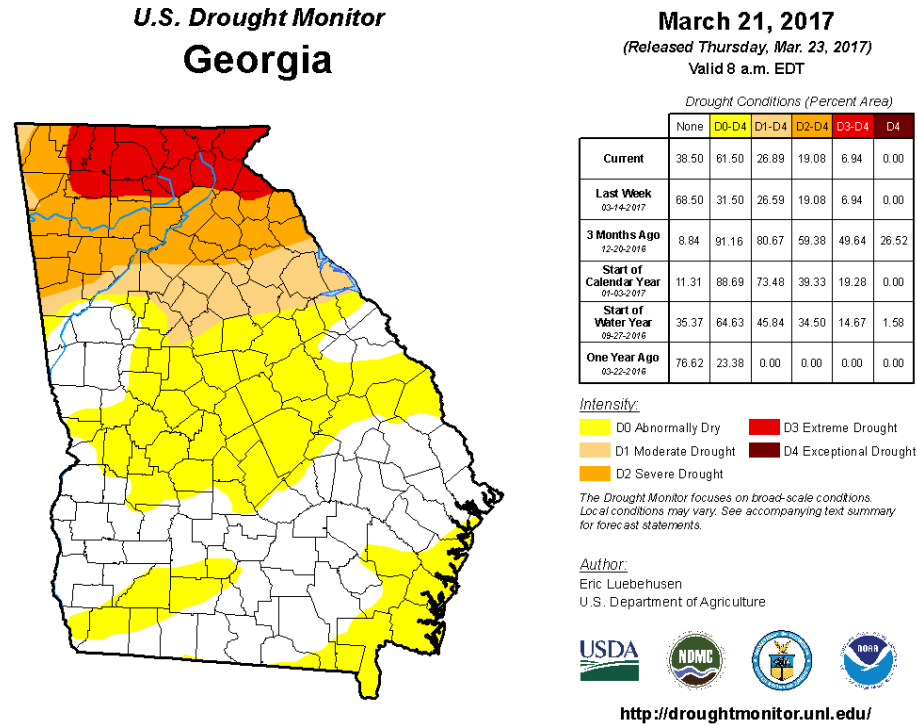 U.S. Drought Monitor
Georgia
March 21, 2017
(Released Thursday, Mar. 23, 2017)
Valid 8 a.m. EDT
Drought Conditions (Percent Area)
None D0-D4 D1-D4 D2-D4 D3-D4 D4
Current 38.50 61.50 26.89 19.08 6.94 0.00
Last Week
03-14-2017
68.50 31.50 26.59 19.08 6.94 0.00
3 Months Ago
12-20-2016
8.84 91.16 80.67 59.38 49.64 26.52
Start of
Calendar Year
01-03-2017
11.31 88.69 73.48 39.33 19.28 0.00
Start of
Water Year
09-27-2016
35.37 64.63 45.84 34.50 14.67 1.58
One Year Ago
03-22-2016
76.62 23.38 0.00 0.00 0.00 0.00
Intensity:
D0 Abnormally Dry
D1 Moderate Drought
D2 Severe Drought
D3 Extreme Drought
D4 Exceptional Drought
The Drought Monitor focuses on broad-scale conditions.
Local conditions may vary. See accompanying text summary
for forecast statements.
Author:
Eric Luebehusen
U.S. Department of Agriculture
USDA
NDMC
NOAA
http://droughtmonitor.unl.edu/